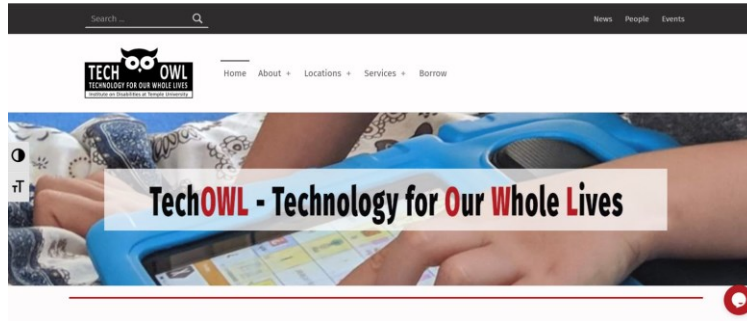 Search ...
News People Events
TECH OWL
TECHNOLOGY FOR OUR WHOLE LIVES
Institute on Disabilities at Temple University
Home About + Locations + Services + Borrow
TT
TechOWL - Technology for Our Whole Lives